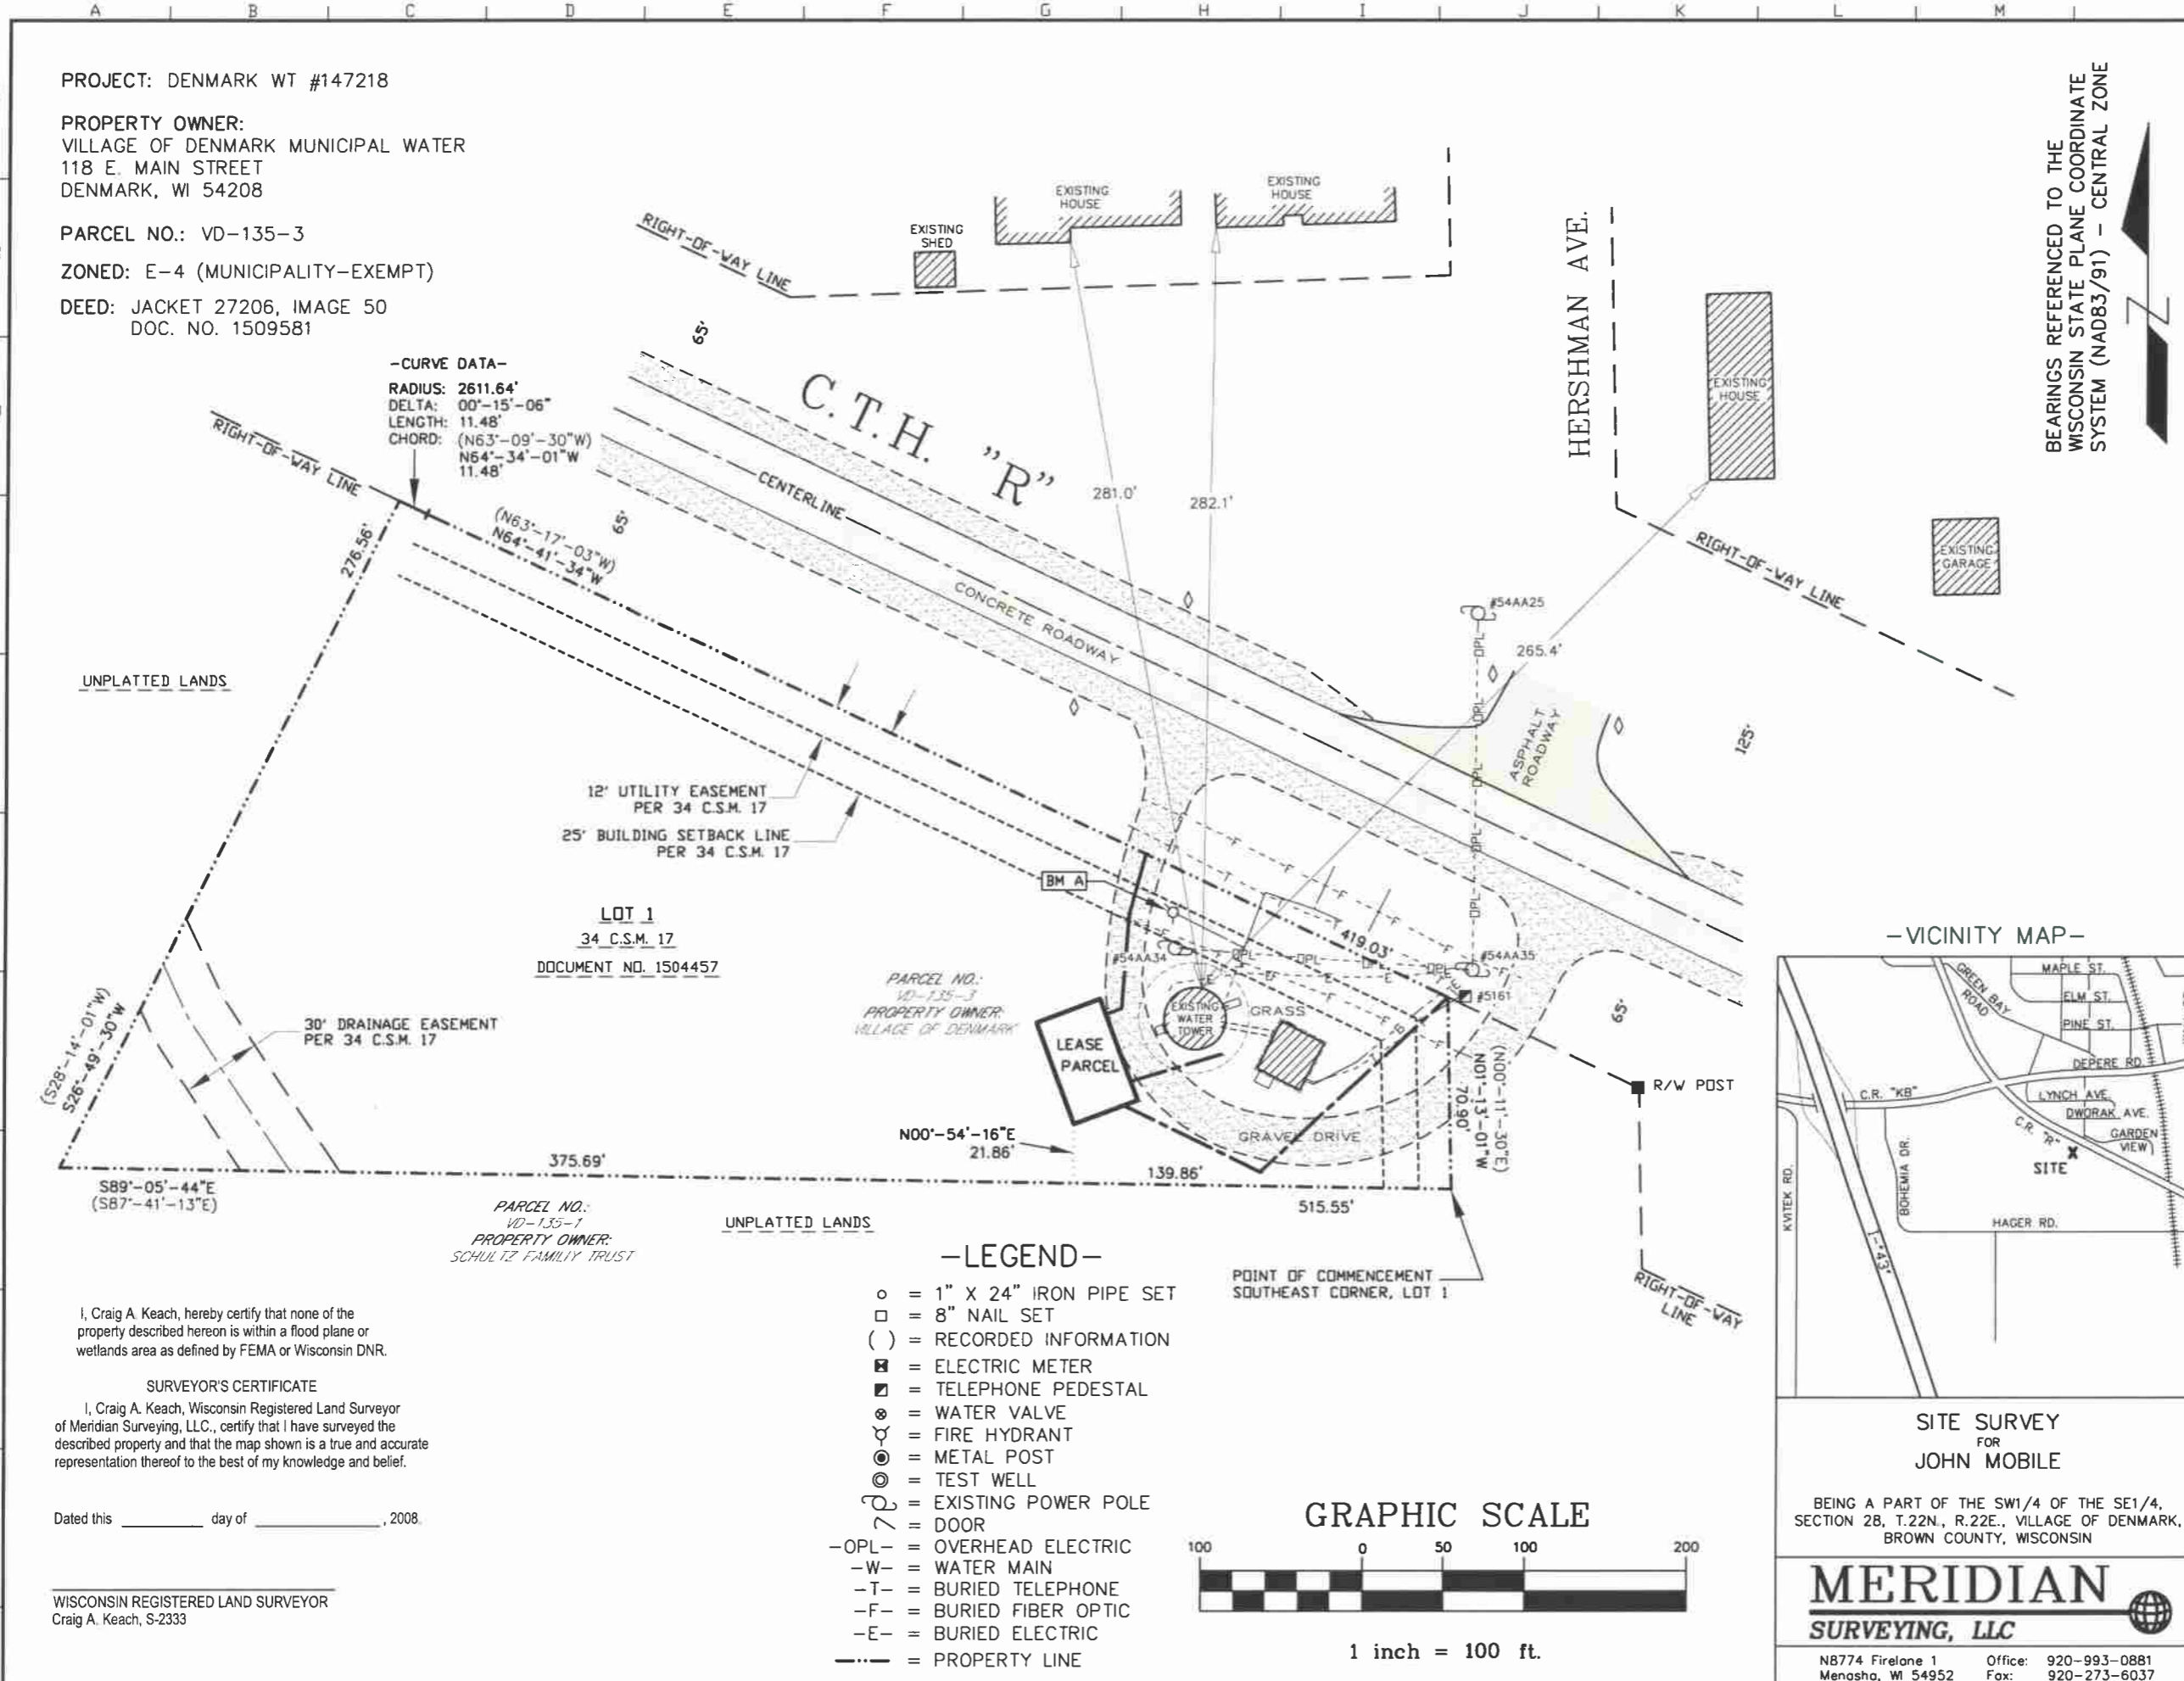 A B C D E F G H I J K L M
PROJECT: DENMARK WT #147218
PROPERTY OWNER:
VILLAGE OF DENMARK MUNICIPAL WATER
118 E. MAIN STREET
DENMARK, WI 54208
PARCEL NO.: VD-135-3
ZONED: E-4 (MUNICIPALITY-EXEMPT)
DEED: JACKET 27206, IMAGE 50
DOC. NO. 1509581
-CURVE DATA-
RADIUS: 2611.64'
DELTA: 00°-15'-06"
LENGTH: 11.48'
CHORD: (N63°-09'-30"W)
N64°-34'-01"W
11.48'
RIGHT-OF-WAY LINE
EXISTING
SHED
EXISTING
HOUSE
EXISTING
HOUSE
HERSHMAN AVE.
EXISTING
HOUSE
EXISTING
GARAGE
RIGHT-OF-WAY LINE
BEARINGS REFERENCED TO THE
WISCONSIN STATE PLANE COORDINATE
SYSTEM (NAD83/91) - CENTRAL ZONE
N
65'
C.T.H. "R"
CENTERLINE
65'
CONCRETE ROADWAY
281.0'
282.1'
265.4'
#54AA25
OPL
OPL
OPL
OPL
OPL
ASPHALT
ROADWAY
125'
RIGHT-OF-WAY LINE
276.56'
(N63°-17'-03"W)
N64°-41'-34"W
UNPLATTED LANDS
12' UTILITY EASEMENT
PER 34 C.S.M. 17
25' BUILDING SETBACK LINE
PER 34 C.S.M. 17
BM A
LOT 1
34 C.S.M. 17
DOCUMENT NO. 1504457
PARCEL NO.:
VD-135-3
PROPERTY OWNER:
VILLAGE OF DENMARK
#54AA34
419.03'
#54AA35
#5161
OPL
OPL
OPL
EXISTING
WATER
TOWER
GRASS
LEASE
PARCEL
GRAVEL DRIVE
65'
R/W POST
(N00°-11'-30"E)
N01°-13'-01"W
70.90'
30' DRAINAGE EASEMENT
PER 34 C.S.M. 17
(S28°-14'-01"W)
S26°-49'-30"W
N00°-54'-16"E
21.86'
375.69'
139.86'
515.55'
S89°-05'-44"E
(S87°-41'-13"E)
PARCEL NO.:
VD-135-1
PROPERTY OWNER:
SCHULTZ FAMILIY TRUST
UNPLATTED LANDS
POINT OF COMMENCEMENT
SOUTHEAST CORNER, LOT 1
RIGHT-OF-WAY
LINE
-VICINITY MAP-
GREEN BAY
ROAD
MAPLE ST.
ELM ST.
PINE ST.
DEPERE RD.
C.R. "KB"
LYNCH AVE.
DWORAK AVE.
GARDEN
VIEW
C.R. "R"
X
SITE
BOHEMIA DR.
KVITEK RD.
HAGER RD.
I-"43"
I, Craig A. Keach, hereby certify that none of the
property described hereon is within a flood plane or
wetlands area as defined by FEMA or Wisconsin DNR.
SURVEYOR'S CERTIFICATE
I, Craig A. Keach, Wisconsin Registered Land Surveyor
of Meridian Surveying, LLC., certify that I have surveyed the
described property and that the map shown is a true and accurate
representation thereof to the best of my knowledge and belief.
Dated this ________ day of ____________, 2008.
WISCONSIN REGISTERED LAND SURVEYOR
Craig A. Keach, S-2333
-LEGEND-
= 1" X 24" IRON PIPE SET
= 8" NAIL SET
( ) = RECORDED INFORMATION
= ELECTRIC METER
= TELEPHONE PEDESTAL
= WATER VALVE
= FIRE HYDRANT
= METAL POST
= TEST WELL
= EXISTING POWER POLE
= DOOR
-OPL- = OVERHEAD ELECTRIC
-W- = WATER MAIN
-T- = BURIED TELEPHONE
-F- = BURIED FIBER OPTIC
-E- = BURIED ELECTRIC
= PROPERTY LINE
GRAPHIC SCALE
100 0 50 100 200
1 inch = 100 ft.
SITE SURVEY
FOR
JOHN MOBILE
BEING A PART OF THE SW1/4 OF THE SE1/4,
SECTION 28, T.22N., R.22E., VILLAGE OF DENMARK,
BROWN COUNTY, WISCONSIN
MERIDIAN
SURVEYING, LLC
N8774 Firelane 1 Office: 920-993-0881
Menasha, WI 54952 Fax: 920-273-6037